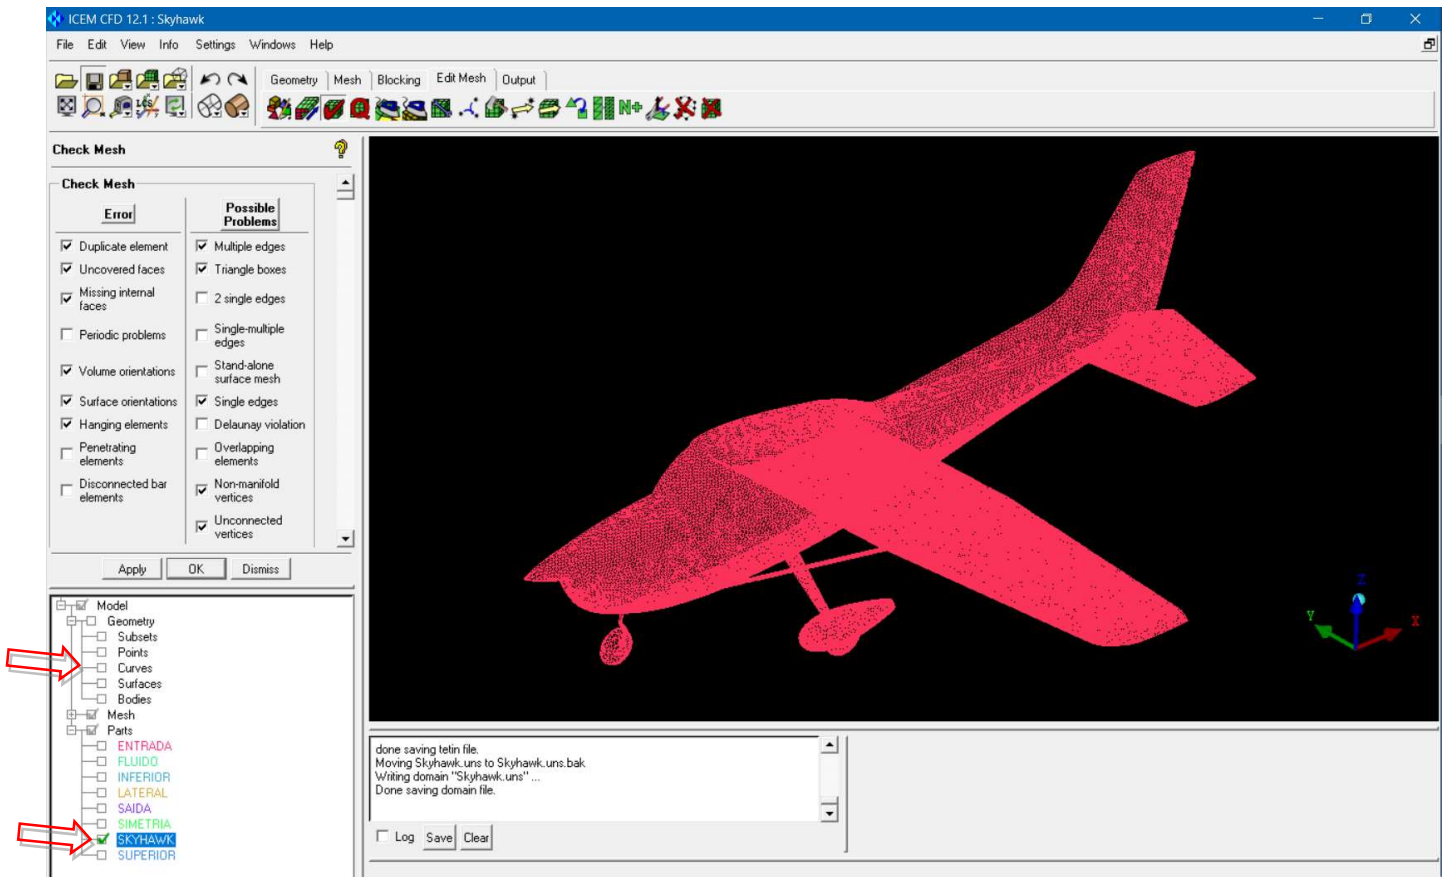 ICEM CFD 12.1 : Skyhawk
File Edit View Info Settings Windows Help
Geometry Mesh Blocking Edit Mesh Output
LCS
N+
Check Mesh
Check Mesh
Error
Possible
Problems
Duplicate element
Multiple edges
Uncovered faces
Triangle boxes
Missing internal
faces
2 single edges
Periodic problems
Single-multiple
edges
Volume orientations
Stand-alone
surface mesh
Surface orientations
Single edges
Hanging elements
Delaunay violation
Penetrating
elements
Overlapping
elements
Disconnected bar
elements
Non-manifold
vertices
Unconnected
vertices
Apply OK Dismiss
Model
Geometry
Subsets
Points
Curves
Surfaces
Bodies
Mesh
Parts
ENTRADA
FLUIDO
INFERIOR
LATERAL
SAIDA
SIMETRIA
SKYHAWK
SUPERIOR
Z
Y
X
done saving tetin file.
Moving Skyhawk.uns to Skyhawk.uns.bak
Writing domain "Skyhawk.uns" ...
Done saving domain file.
Log Save Clear